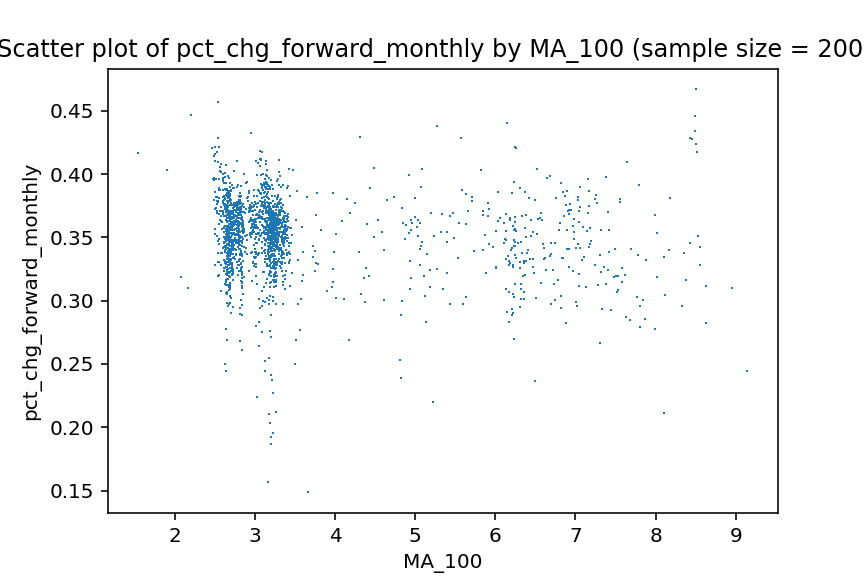 Scatter plot of pct_chg_forward_monthly by MA_100 (sample size = 200
pct_chg_forward_monthly
0.45
0.40
0.35
0.30
0.25
0.20
0.15
2 3 4 5 6 7 8 9
MA_100